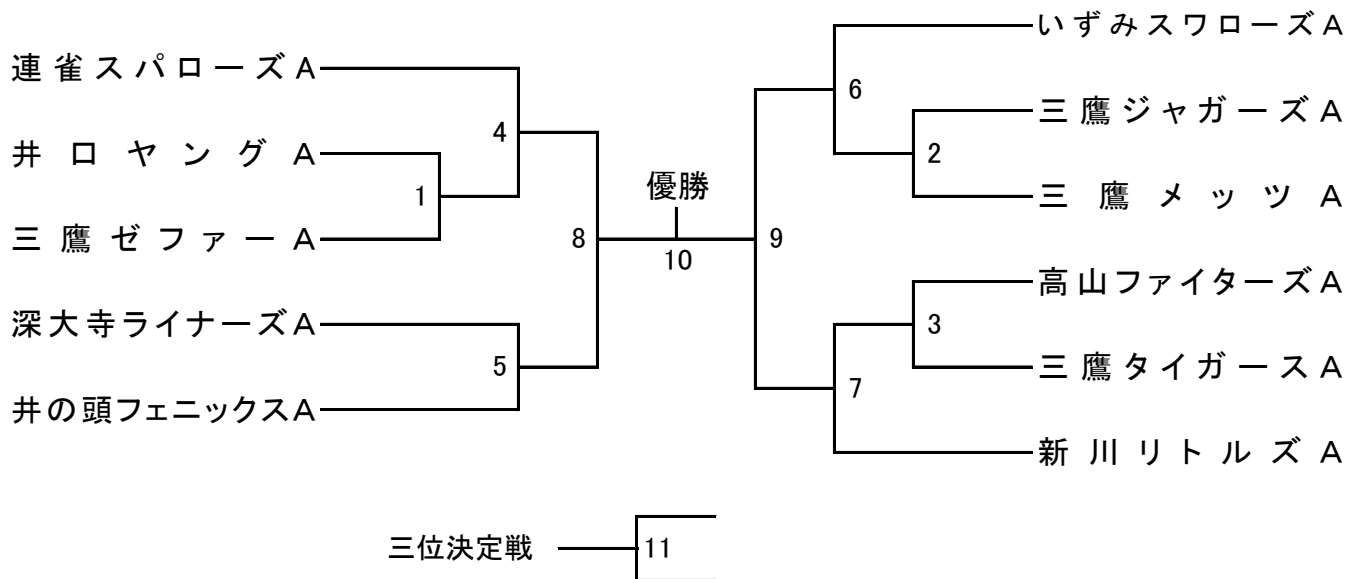 連雀スパローズA
井口ヤングA
三鷹ゼファーA
深大寺ライナーズA
井の頭フェニックスA
4
1
8
5
優勝
10
9
6
2
3
7
いずみスワローズA
三鷹ジャガーズA
三鷹メッツA
高山ファイターズA
三鷹タイガースA
新川リトルズA
三位決定戦
11